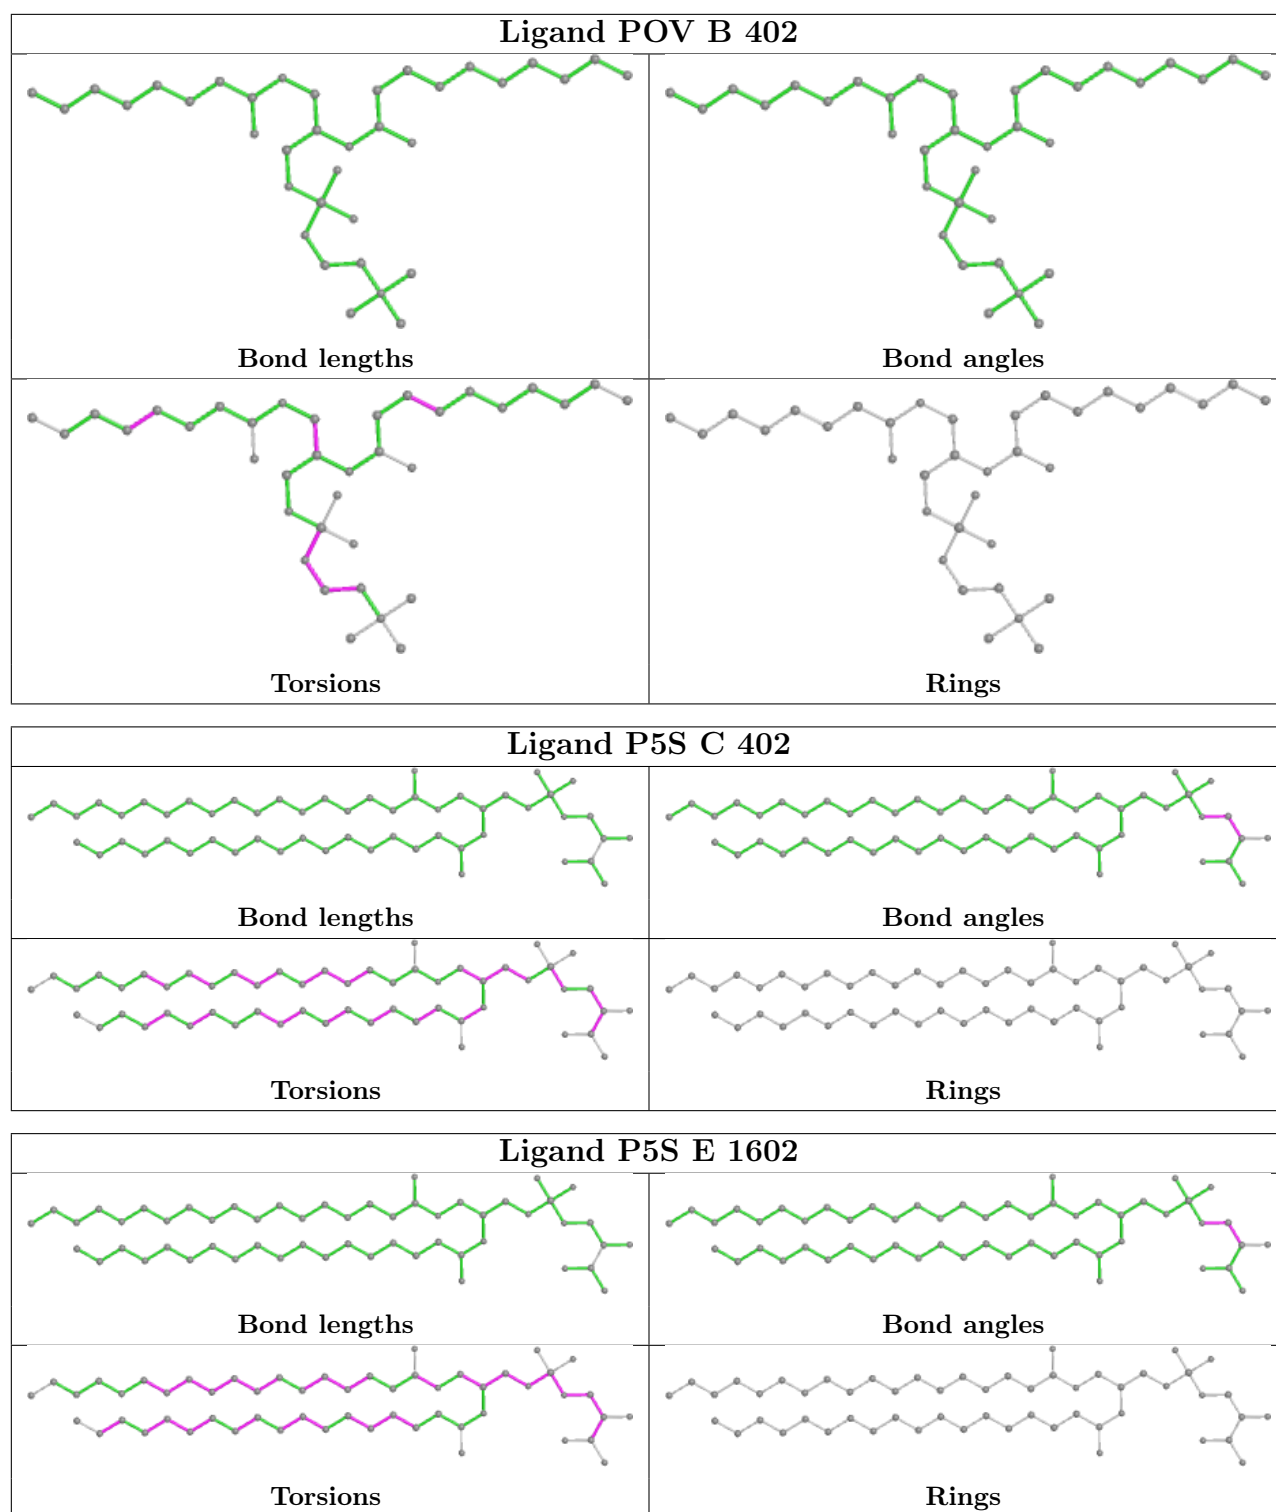 Ligand POV B 402
Bond lengths
Bond angles
Torsions
Rings
Ligand P5S C 402
Bond lengths
Bond angles
Torsions
Rings
Ligand P5S E 1602
Bond lengths
Bond angles
Torsions
Rings